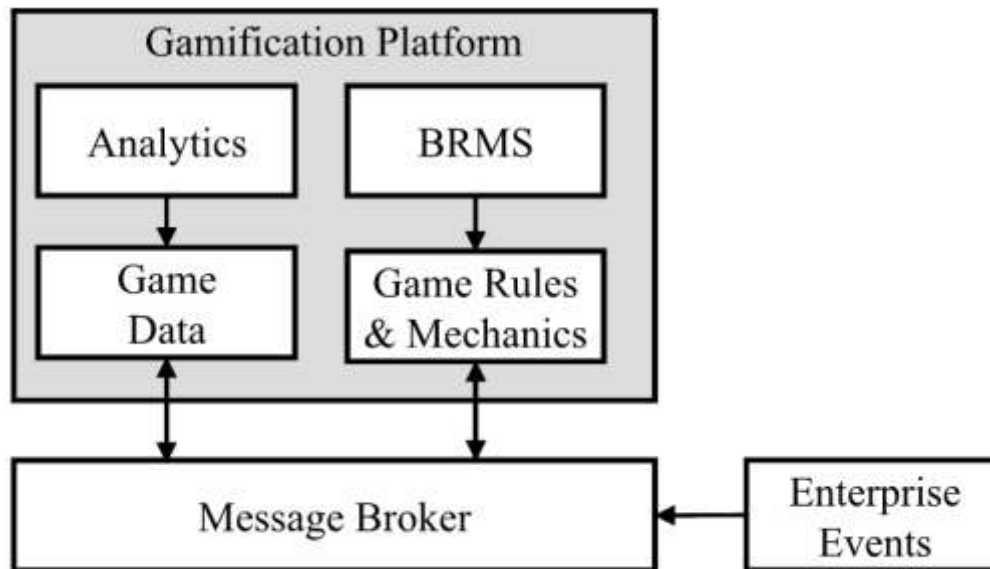 Gamification Platform
Analytics
BRMS
Game
Data
Game Rules
& Mechanics
Message Broker
Enterprise
Events